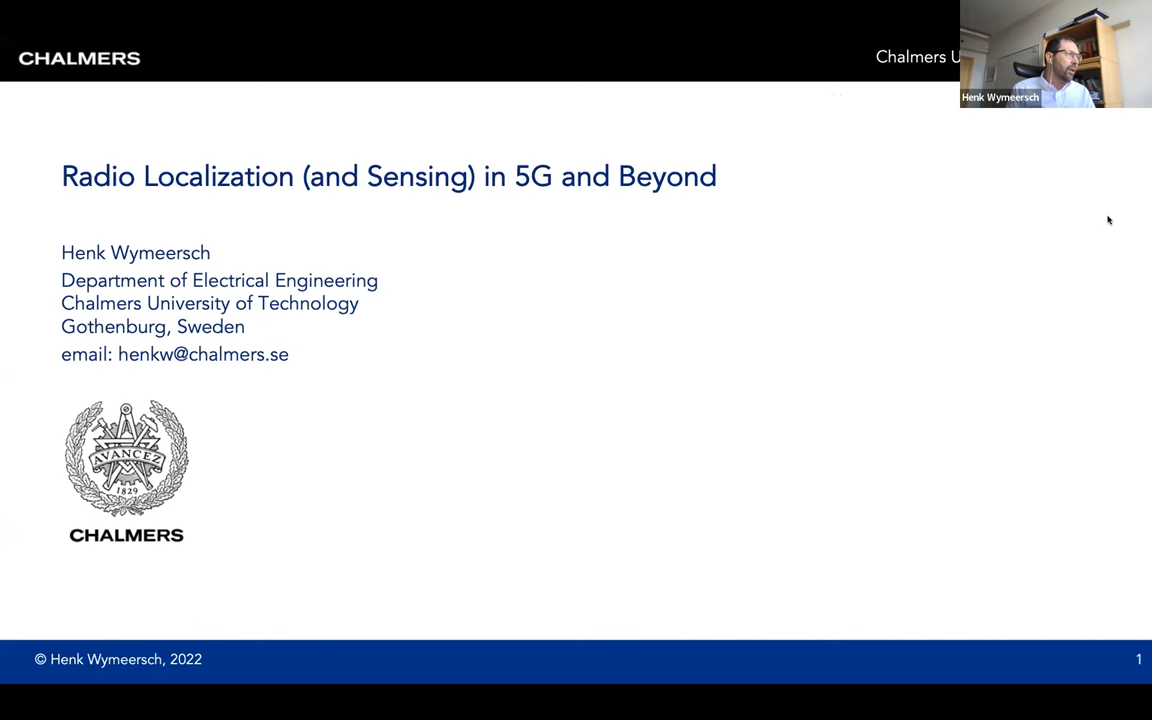 CHALMERS
Chalmers U
Henk Wymeersch
Radio Localization (and Sensing) in 5G and Beyond
Henk Wymeersch
Department of Electrical Engineering
Chalmers University of Technology
Gothenburg, Sweden
email: henkw@chalmers.se
AVANCEZ
1829
CHALMERS
© Henk Wymeersch, 2022
1